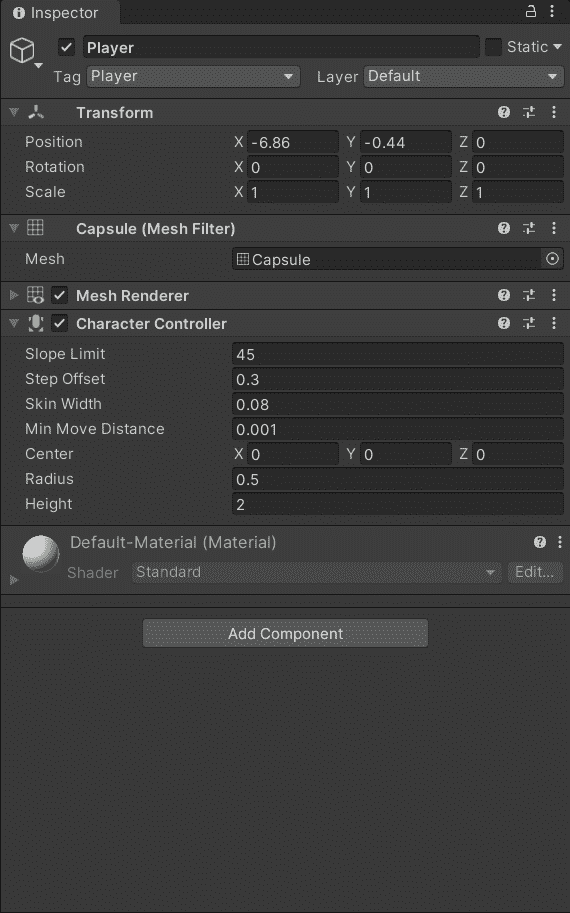 Inspector
Player Static
Tag Player Layer Default
Transform
Position X -6.86 Y -0.44 Z 0
Rotation X 0 Y 0 Z 0
Scale X 1 Y 1 Z 1
Capsule (Mesh Filter)
Mesh Capsule
Mesh Renderer
Character Controller
Slope Limit 45
Step Offset 0.3
Skin Width 0.08
Min Move Distance 0.001
Center X 0 Y 0 Z 0
Radius 0.5
Height 2
Default-Material (Material)
Shader Standard Edit...
Add Component